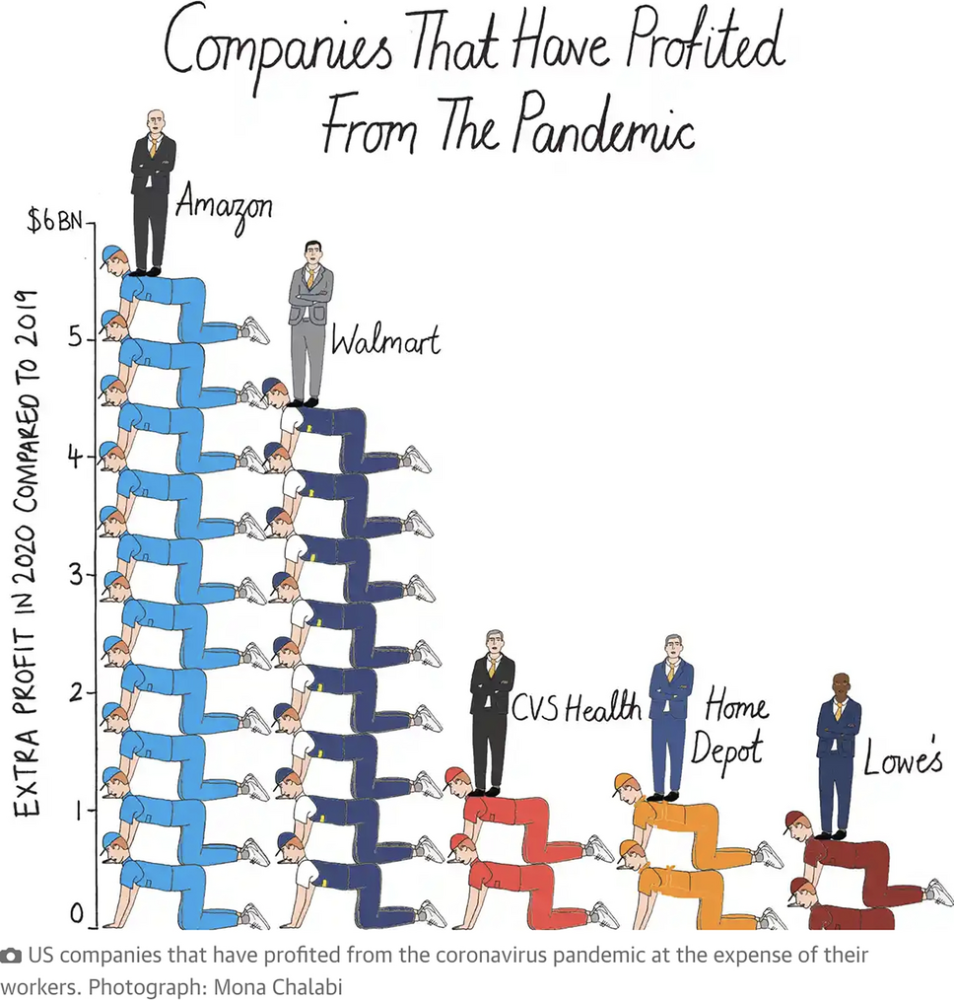 Companies That Have Profited
From The Pandemic
Amazon
$6BN
Walmart
5
4
3
2
1
0
EXTRA PROFIT IN 2020 COMPARED TO 2019
CVS Health
Home
Depot
Lowe's
US companies that have profited from the coronavirus pandemic at the expense of their
workers. Photograph: Mona Chalabi